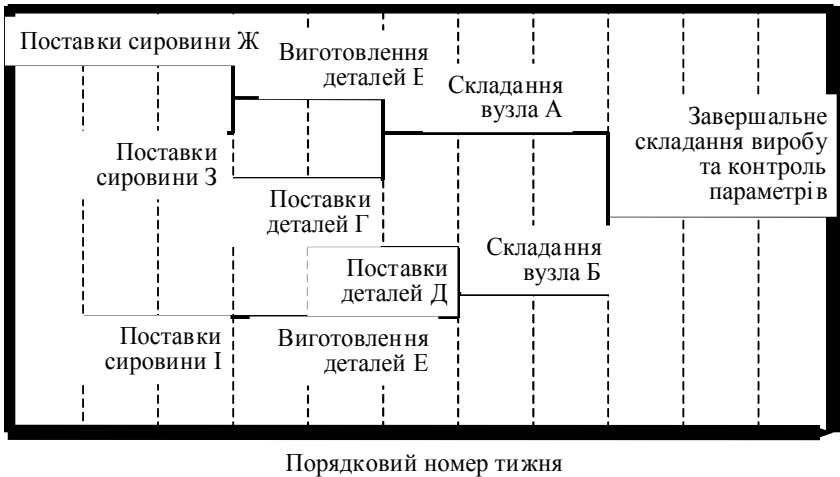 Поставки сировини Ж
Виготовлення
деталей В
Складання
вузла А
Завершальне
складання виробу
та контроль
параметрів
Поставки
сировини З
Поставки
деталей Г
Складання
вузла Б
Поставки
деталей Д
Поставки
сировини І
Виготовлення
деталей Е
Порядковий номер тижня